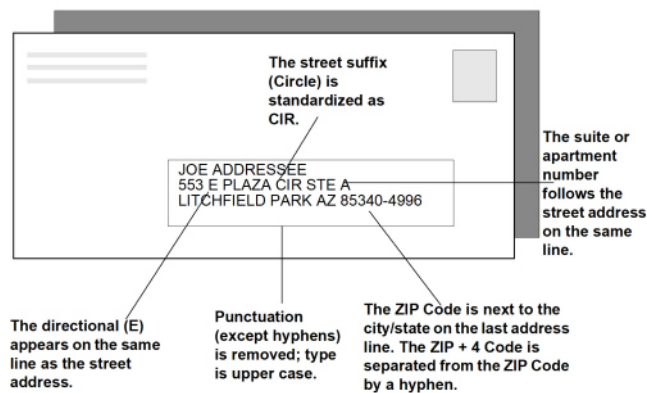 The street suffix
(Circle) is
standardized as
CIR.
JOE ADDRESSEE
553 E PLAZA CIR STE A
LITCHFIELD PARK AZ 85340-4996
The suite or
apartment
number
follows the
street address
on the same
line.
The directional (E)
appears on the same
line as the street
address.
Punctuation
(except hyphens)
is removed; type
is upper case.
The ZIP Code is next to the
city/state on the last address
line. The ZIP + 4 Code is
separated from the ZIP Code
by a hyphen.